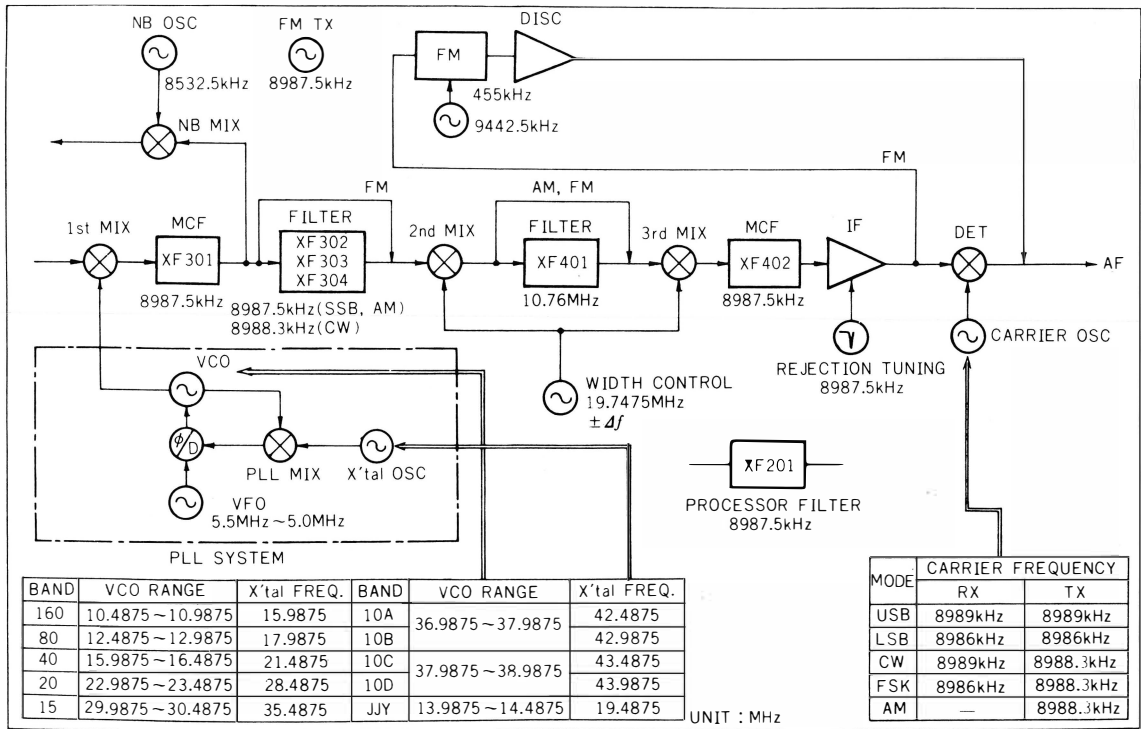 NB OSC
8532.5kHz
NB MIX
FM TX
8987.5kHz
DISC
FM
455kHz
9442.5kHz
FM
1st MIX
MCF
XF301
8987.5kHz
FM
FILTER
XF302
XF303
XF304
8987.5kHz(SSB, AM)
8988.3kHz(CW)
2nd MIX
AM, FM
FILTER
XF401
10.76MHz
3rd MIX
MCF
XF402
8987.5kHz
IF
DET
AF
REJECTION TUNING
8987.5kHz
CARRIER OSC
WIDTH CONTROL
19.7475MHz
±Δf
VCO
φ/D
PLL MIX
X'tal OSC
VFO
5.5MHz~5.0MHz
PLL SYSTEM
XF201
PROCESSOR FILTER
8987.5kHz
BAND VCO RANGE X'tal FREQ. BAND VCO RANGE X'tal FREQ.
160 10.4875~10.9875 15.9875 10A 36.9875~37.9875 42.4875
80 12.4875~12.9875 17.9875 10B 42.9875
40 15.9875~16.4875 21.4875 10C 37.9875~38.9875 43.4875
20 22.9875~23.4875 28.4875 10D 43.9875
15 29.9875~30.4875 35.4875 JJY 13.9875~14.4875 19.4875
UNIT : MHz
MODE CARRIER FREQUENCY
RX TX
USB 8989kHz 8989kHz
LSB 8986kHz 8986kHz
CW 8989kHz 8988.3kHz
FSK 8986kHz 8988.3kHz
AM — 8988.3kHz